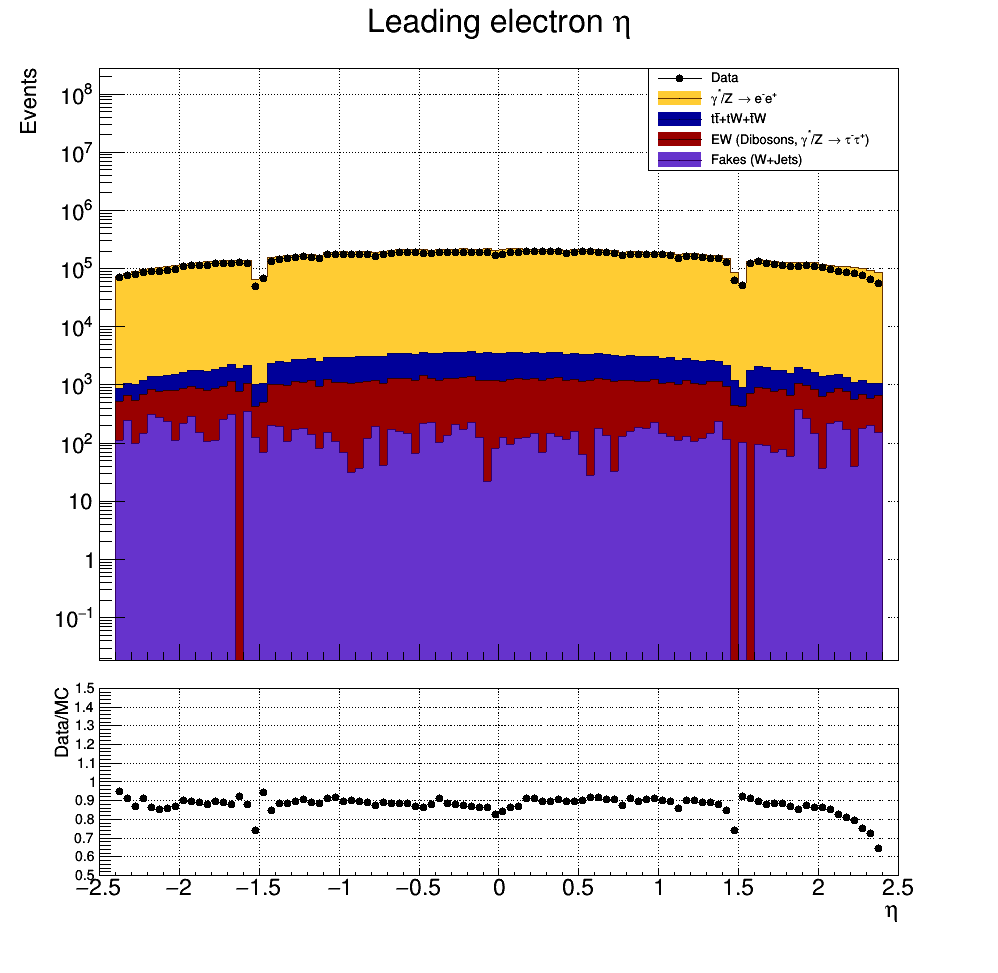 Leading electron η
Events
Data
γ*/Z → e⁻e⁺
tt̄+tW+t̄W
EW (Dibosons, γ*/Z → τ⁻τ⁺)
Fakes (W+Jets)
10⁸
10⁷
10⁶
10⁵
10⁴
10³
10²
10
1
10⁻¹
Data/MC
1.5
1.4
1.3
1.2
1.1
1
0.9
0.8
0.7
0.6
0.5
−2.5 −2 −1.5 −1 −0.5 0 0.5 1 1.5 2 2.5
η